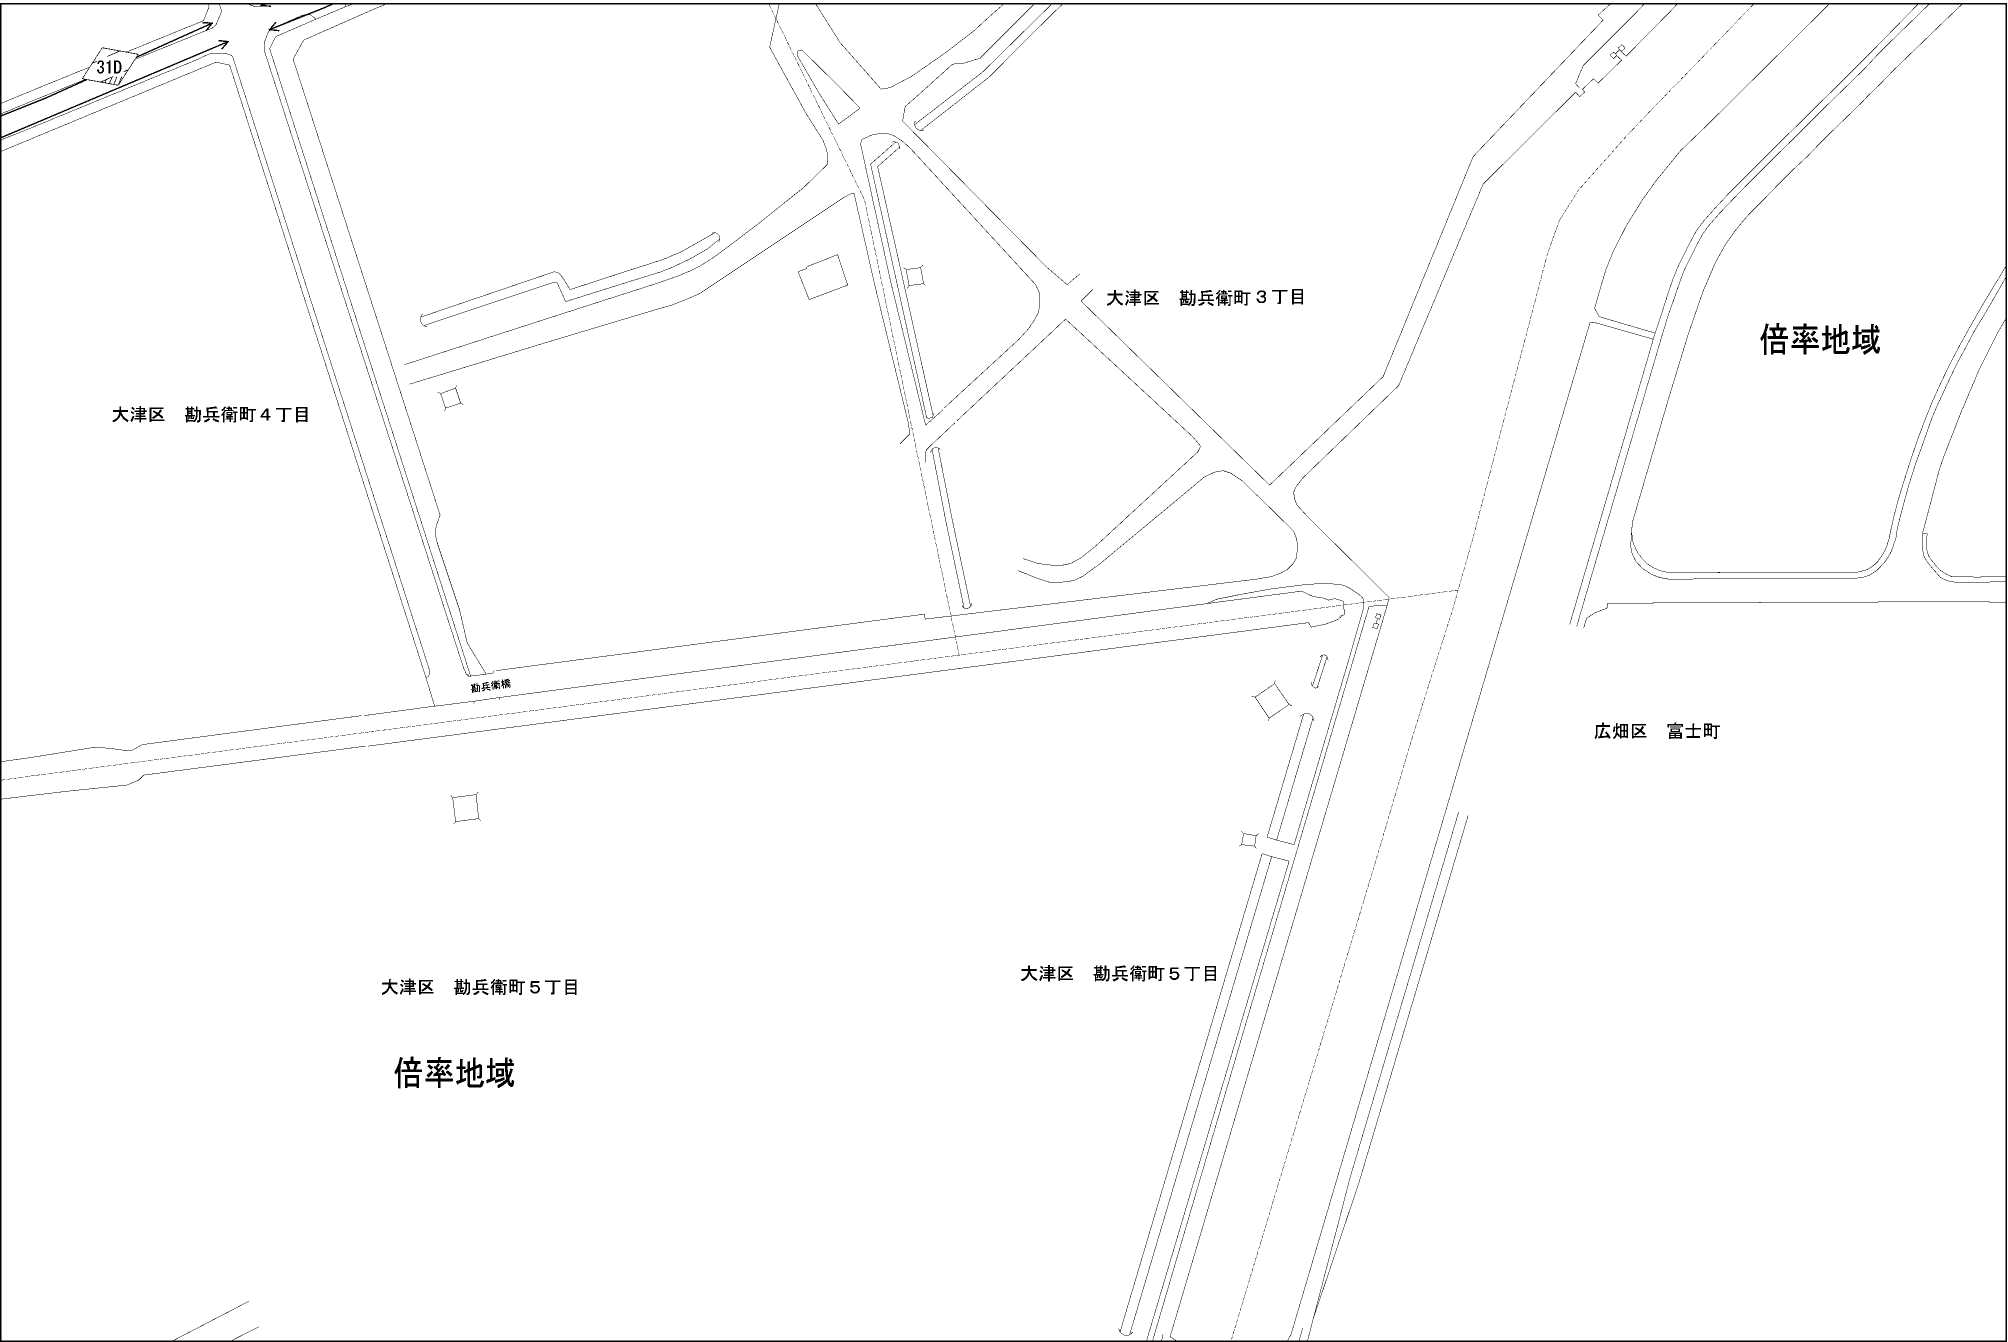 31D
大津区　勘兵衛町３丁目
倍率地域
大津区　勘兵衛町４丁目
勘兵衛橋
広畑区　富士町
大津区　勘兵衛町５丁目
大津区　勘兵衛町５丁目
倍率地域